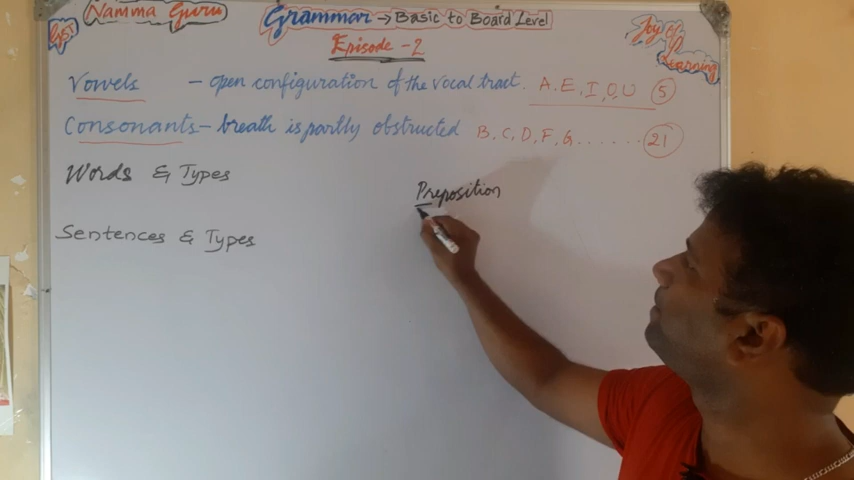 Namma Guru
Grammar → Basic to Board Level
Episode - 2
Joy of Learning
Vowels - open configuration of the vocal tract. A, E, I, O, U 5
Consonants - breath is partly obstructed B, C, D, F, G...... 21
Words & Types
Preposition
Sentences & Types